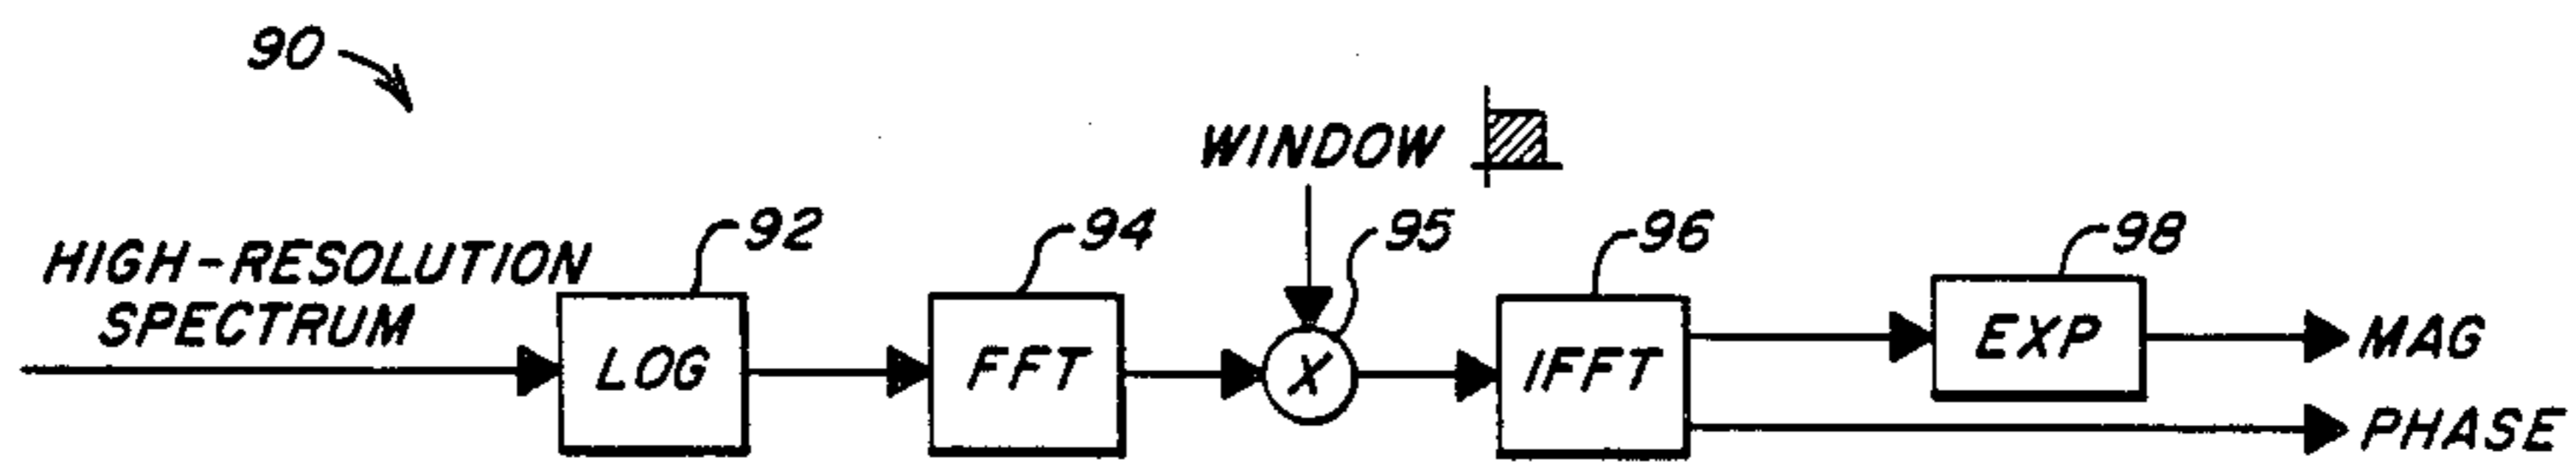 90
WINDOW
92
94
95
96
98
HIGH-RESOLUTION
SPECTRUM
LOG
FFT
X
IFFT
EXP
MAG
PHASE